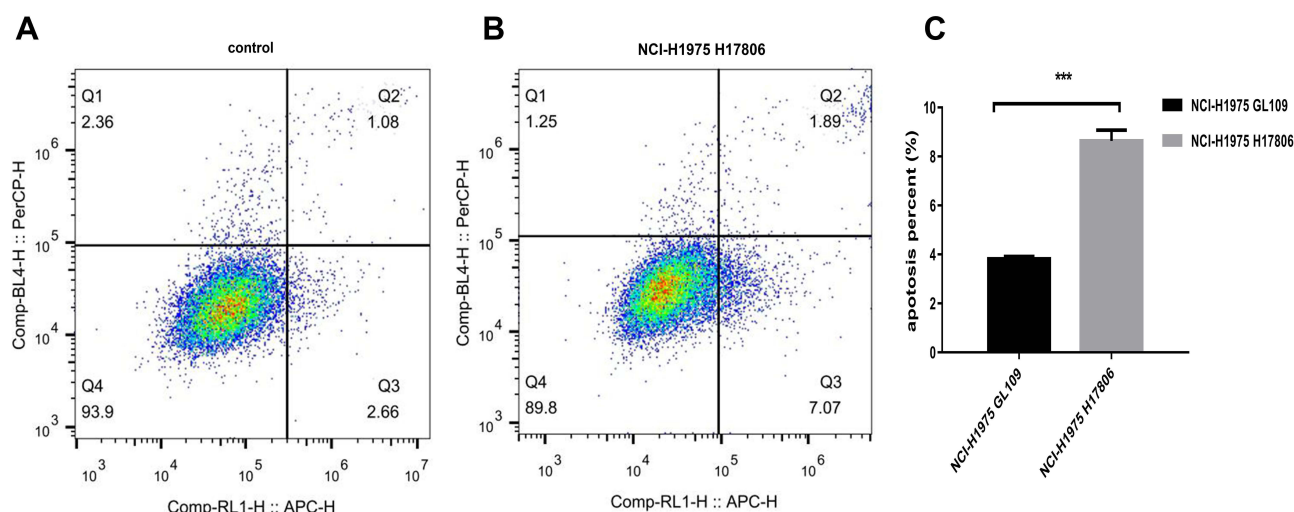 A
control
Q1
2.36
Q2
1.08
Q4
93.9
Q3
2.66
10^6
10^5
10^4
10^3
10^3 10^4 10^5 10^6 10^7
Comp-BL4-H :: PerCP-H
Comp-RL1-H :: APC-H
B
NCI-H1975 H17806
Q1
1.25
Q2
1.89
Q4
89.8
Q3
7.07
10^6
10^5
10^4
10^3
10^3 10^4 10^5 10^6
Comp-BL4-H :: PerCP-H
Comp-RL1-H :: APC-H
C
***
NCI-H1975 GL109
NCI-H1975 H17806
10
8
6
4
2
0
apotosis percent (%)
NCI-H1975 GL109
NCI-H1975 H17806